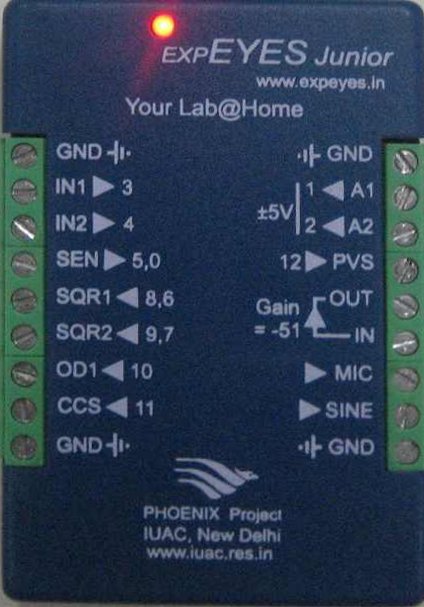 EXPEYES Junior
www.expeyes.in
Your Lab@Home
GND
IN1 3
IN2 4
SEN 5,0
SQR1 8,6
SQR2 9,7
OD1 10
CCS 11
GND
GND
1 A1
±5V
2 A2
12 PVS
OUT
Gain
= -51
IN
MIC
SINE
GND
PHOENIX Project
IUAC, New Delhi
www.iuac.res.in